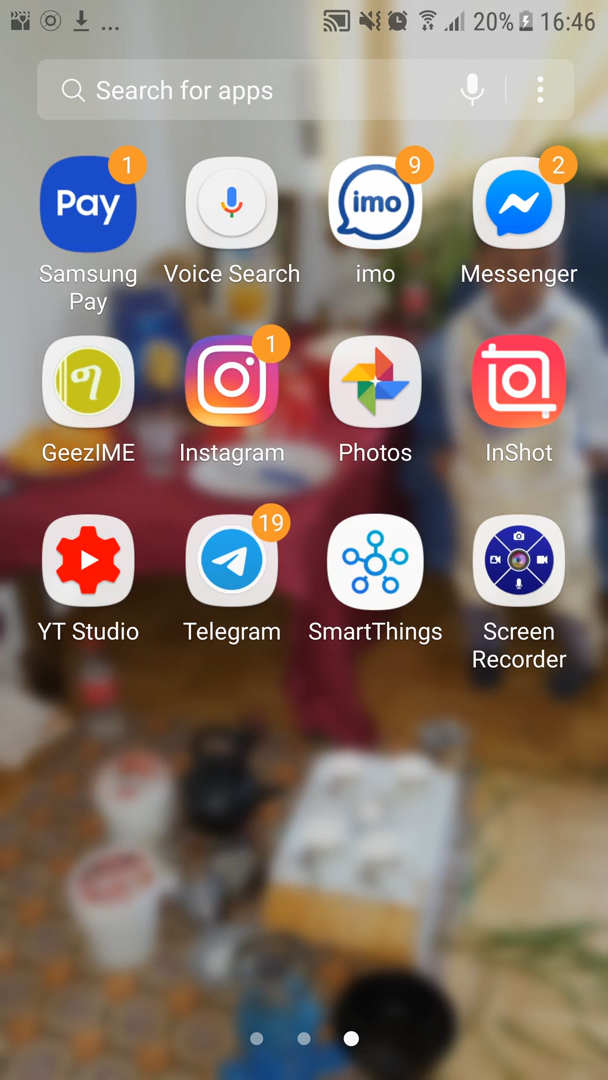 ... 20% 16:46
Search for apps
1 9 2
Pay imo
Samsung Pay Voice Search imo Messenger
1
ግ
GeezIME Instagram Photos InShot
19
YT Studio Telegram SmartThings Screen Recorder